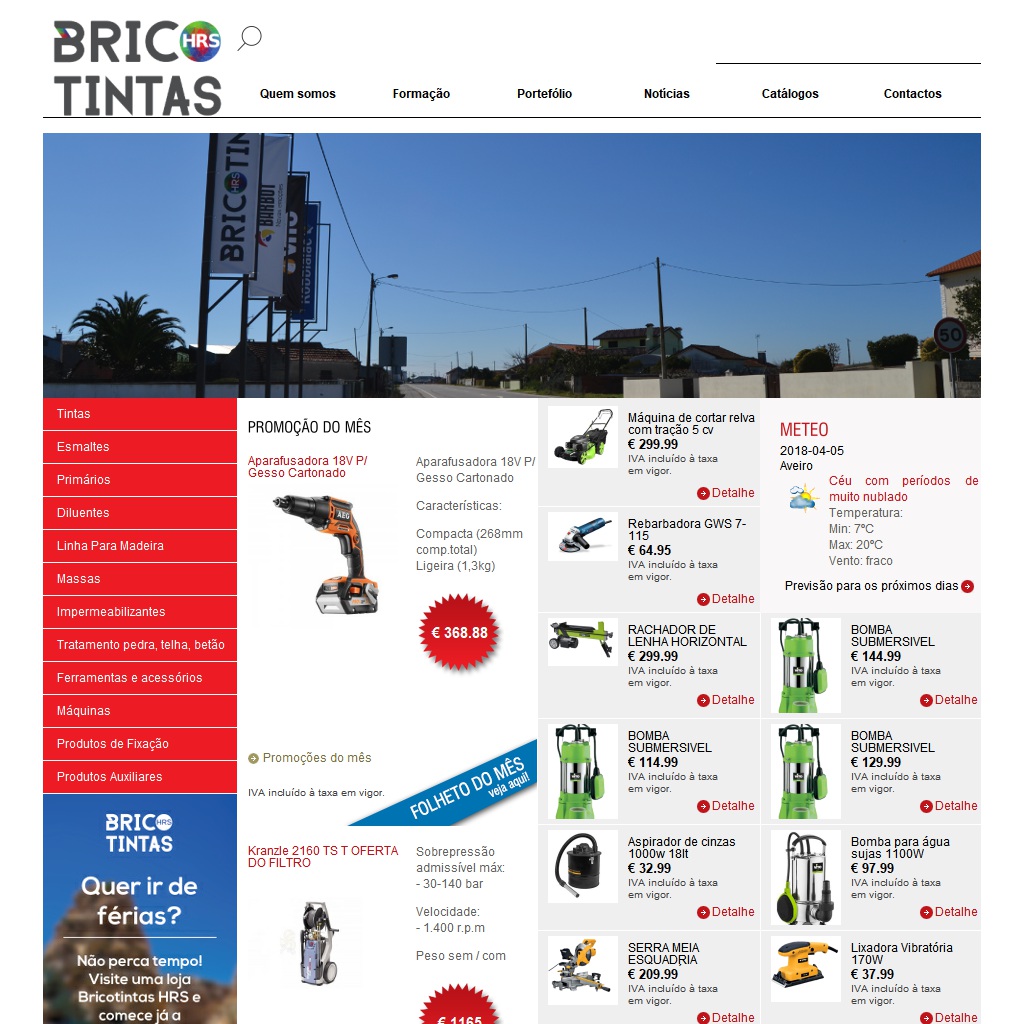 BRICO HRS
TINTAS
Quem somos
Formação
Portefólio
Notícias
Catálogos
Contactos
BRICO HRS TIN
BARBOT
50
Tintas
Esmaltes
Primários
Diluentes
Linha Para Madeira
Massas
Impermeabilizantes
Tratamento pedra, telha, betão
Ferramentas e acessórios
Máquinas
Produtos de Fixação
Produtos Auxiliares
BRICO HRS
TINTAS
Quer ir de
férias?
Não perca tempo!
Visite uma loja
Bricotintas HRS e
comece já a
PROMOÇÃO DO MÊS
Aparafusadora 18V P/
Gesso Cartonado
AEG
Aparafusadora 18V P/
Gesso Cartonado
Características:
Compacta (268mm
comp.total)
Ligeira (1,3kg)
€ 368.88
Promoções do mês
IVA incluído à taxa em vigor.
FOLHETO DO MÊS
veja aqui!
Kranzle 2160 TS T OFERTA
DO FILTRO
Sobrepressão
admissível máx:
- 30-140 bar
Velocidade:
- 1.400 r.p.m
Peso sem / com
€ 1165
Máquina de cortar relva
com tração 5 cv
€ 299.99
IVA incluído à taxa
em vigor.
Detalhe
Rebarbadora GWS 7-
115
€ 64.95
IVA incluído à taxa
em vigor.
Detalhe
METEO
2018-04-05
Aveiro
Céu com períodos de
muito nublado
Temperatura:
Min: 7ºC
Max: 20ºC
Vento: fraco
Previsão para os próximos dias
RACHADOR DE
LENHA HORIZONTAL
€ 299.99
IVA incluído à taxa
em vigor.
Detalhe
BOMBA
SUBMERSIVEL
€ 144.99
IVA incluído à taxa
em vigor.
Detalhe
BOMBA
SUBMERSIVEL
€ 114.99
IVA incluído à taxa
em vigor.
Detalhe
BOMBA
SUBMERSIVEL
€ 129.99
IVA incluído à taxa
em vigor.
Detalhe
Aspirador de cinzas
1000w 18lt
€ 32.99
IVA incluído à taxa
em vigor.
Detalhe
Bomba para água
sujas 1100W
€ 97.99
IVA incluído à taxa
em vigor.
Detalhe
SERRA MEIA
ESQUADRIA
€ 209.99
IVA incluído à taxa
em vigor.
Detalhe
Lixadora Vibratória
170W
€ 37.99
IVA incluído à taxa
em vigor.
Detalhe